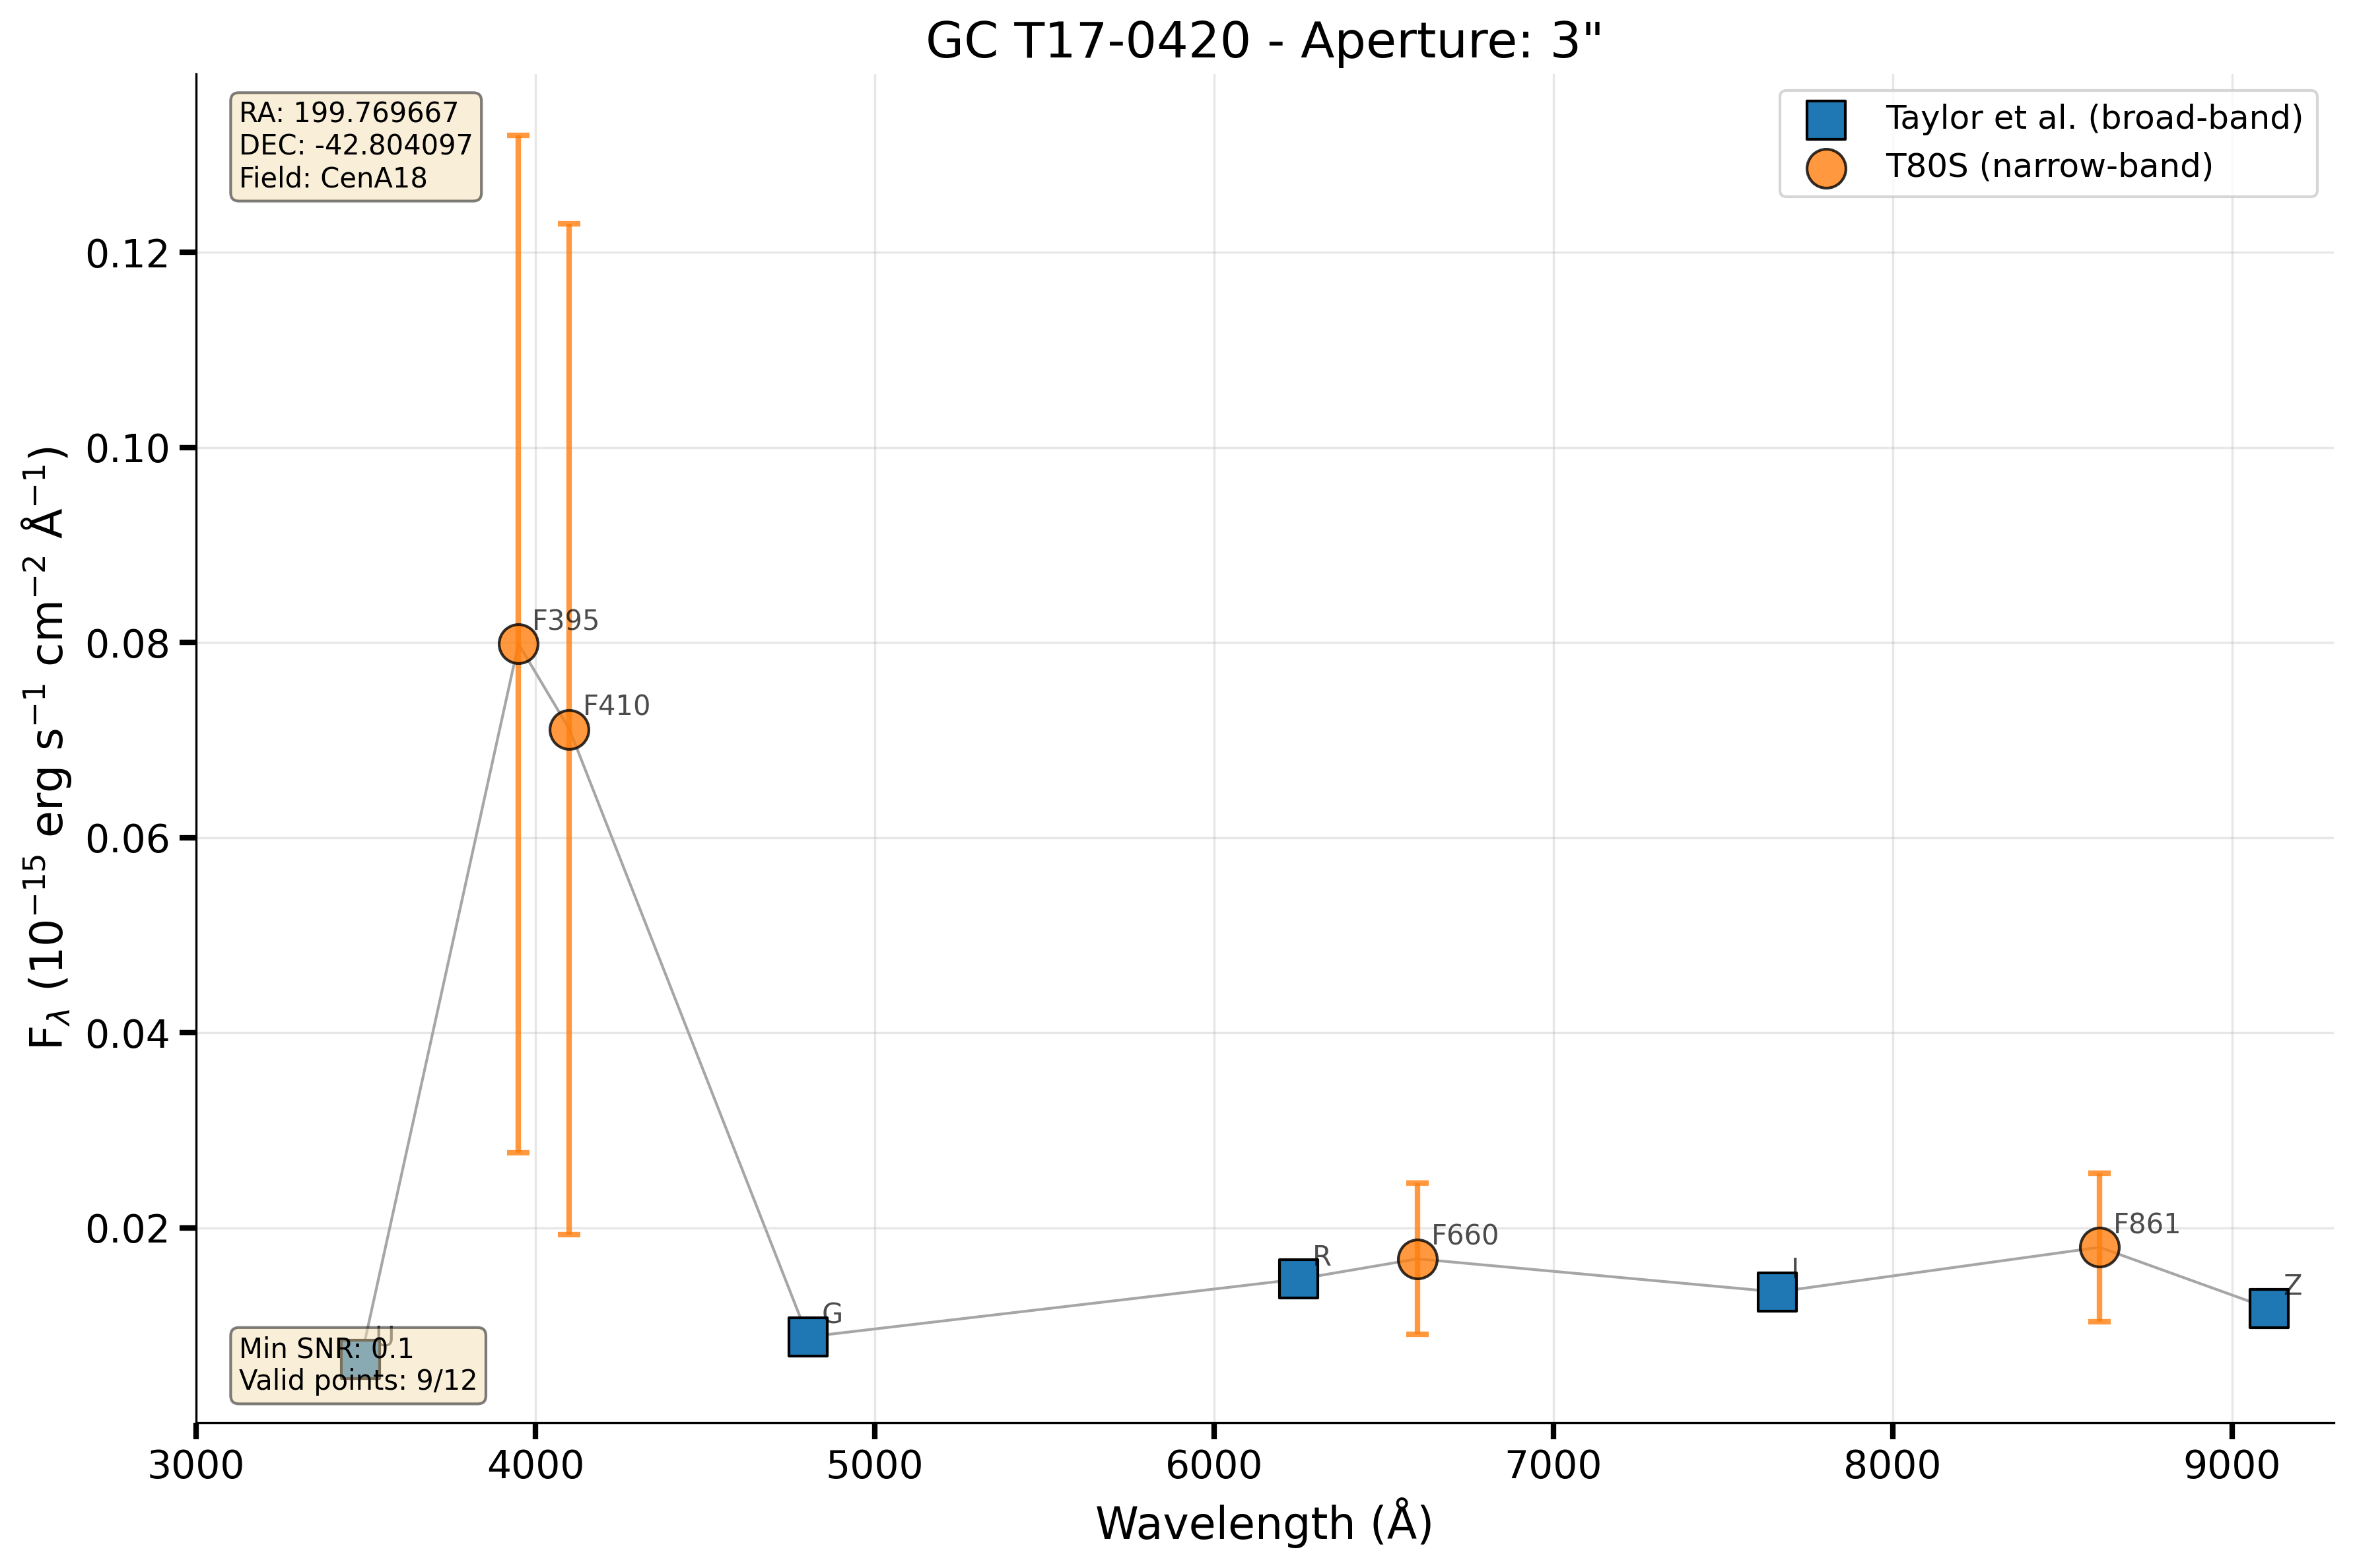 GC T17-0420 - Aperture: 3"
RA: 199.769667
DEC: -42.804097
Field: CenA18
Taylor et al. (broad-band)
T80S (narrow-band)
F_λ (10⁻¹⁵ erg s⁻¹ cm⁻² Å⁻¹)
0.12
0.10
0.08
0.06
0.04
0.02
F395
F410
U
G
R
F660
I
F861
Z
Min SNR: 0.1
Valid points: 9/12
3000 4000 5000 6000 7000 8000 9000
Wavelength (Å)